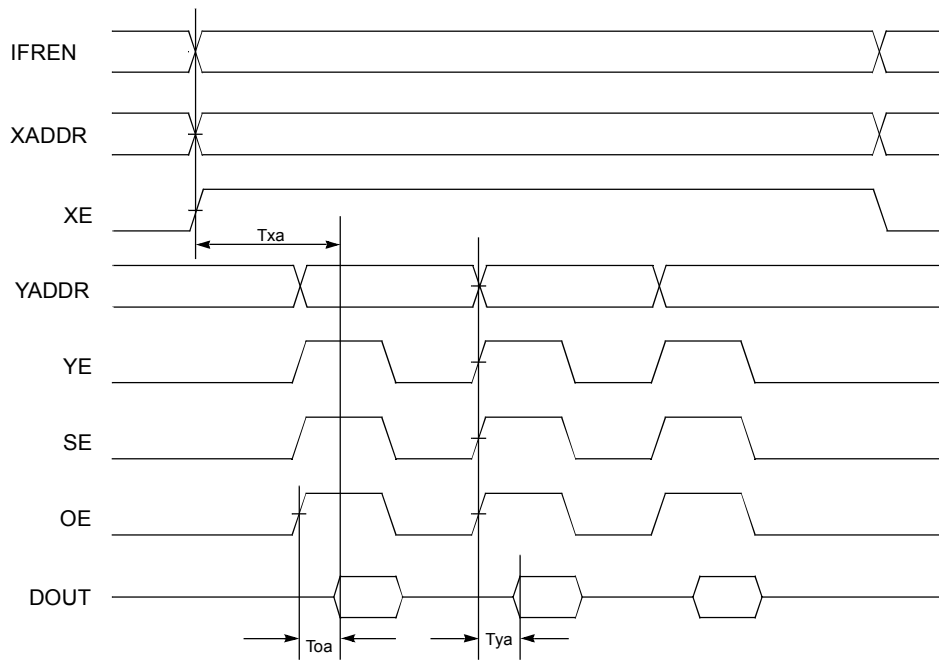 IFREN
XADDR
XE
Txa
YADDR
YE
SE
OE
DOUT
Toa
Tya